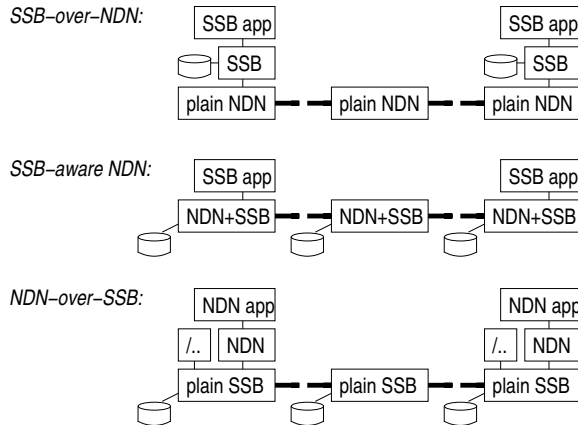 SSB−over−NDN:
SSB app SSB app
SSB SSB
plain NDN plain NDN plain NDN
SSB−aware NDN:
SSB app SSB app
NDN+SSB NDN+SSB NDN+SSB
NDN−over−SSB:
NDN app NDN app
/.. NDN /.. NDN
plain SSB plain SSB plain SSB